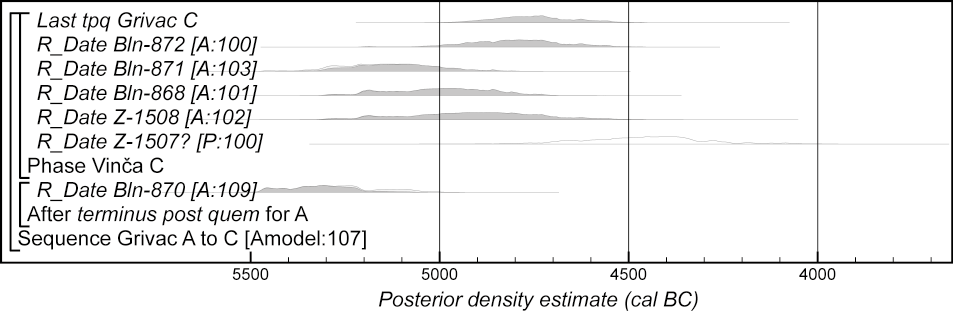 Last tpq Grivac C
R_Date Bln-872 [A:100]
R_Date Bln-871 [A:103]
R_Date Bln-868 [A:101]
R_Date Z-1508 [A:102]
R_Date Z-1507? [P:100]
Phase Vinča C
R_Date Bln-870 [A:109]
After terminus post quem for A
Sequence Grivac A to C [Amodel:107]
5500 5000 4500 4000
Posterior density estimate (cal BC)